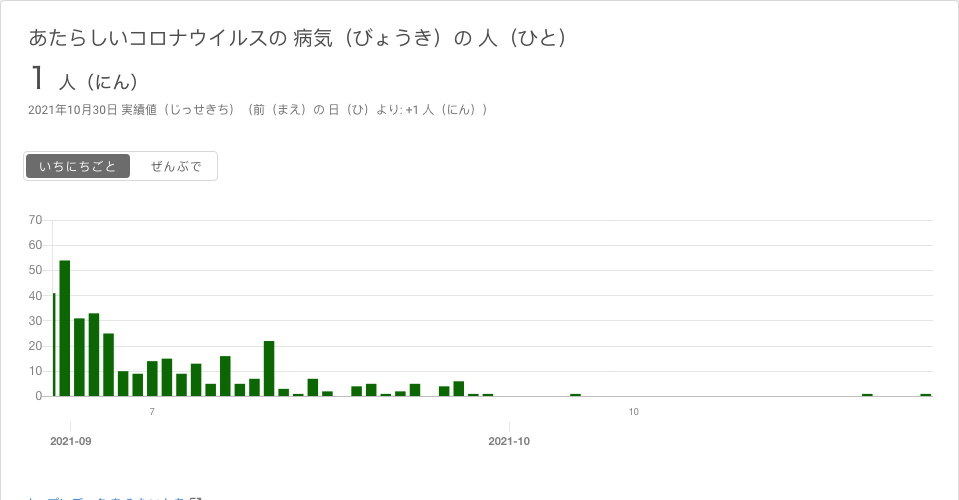 あたらしいコロナウイルスの 病気（びょうき）の 人（ひと）
1 人（にん）
2021年10月30日 実績値（じっせきち）（前（まえ）の 日（ひ）より: +1 人（にん））
いちにちごと ぜんぶで
70
60
50
40
30
20
10
0
7 10
2021-09 2021-10